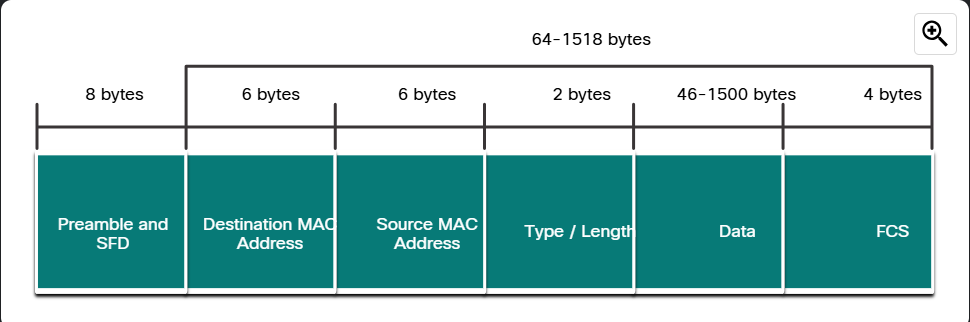 64-1518 bytes
8 bytes
6 bytes
6 bytes
2 bytes
46-1500 bytes
4 bytes
Preamble and
SFD
Destination MAC
Address
Source MAC
Address
Type / Length
Data
FCS